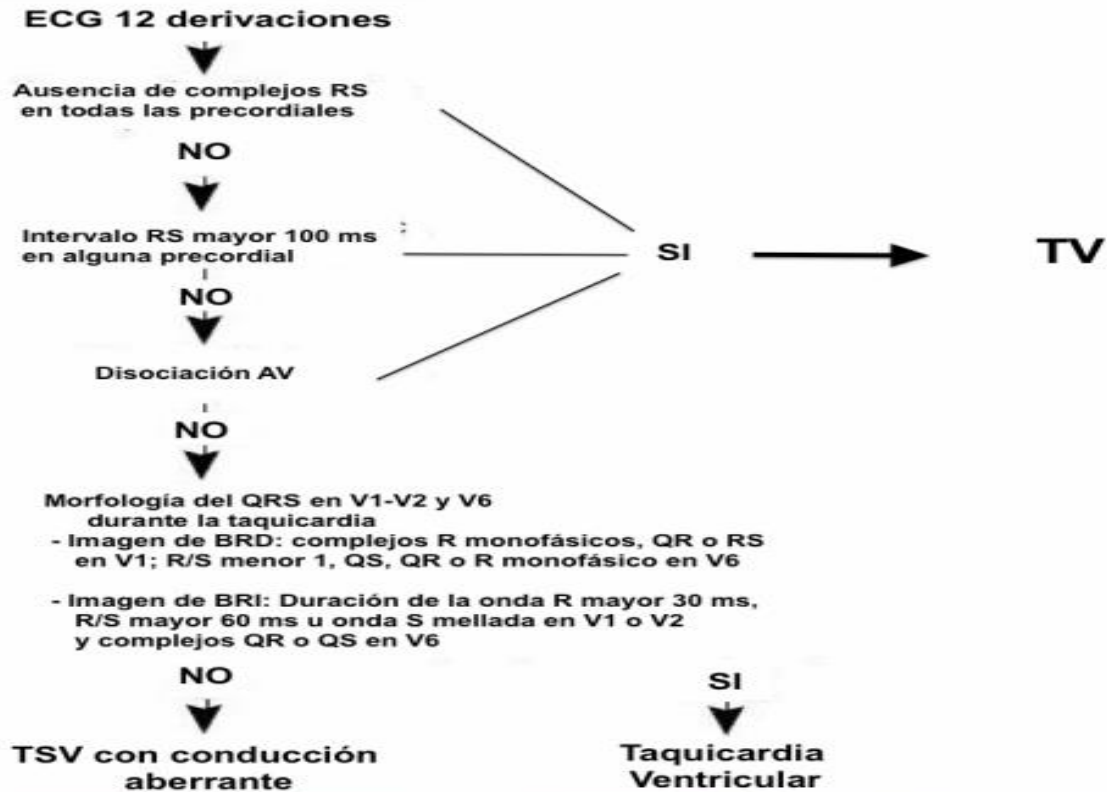 ECG 12 derivaciones
Ausencia de complejos RS
en todas las precordiales
NO
Intervalo RS mayor 100 ms
en alguna precordial
SI
TV
NO
Disociación AV
NO
Morfología del QRS en V1-V2 y V6
durante la taquicardia
- Imagen de BRD: complejos R monofásicos, QR o RS
en V1; R/S menor 1, QS, QR o R monofásico en V6
- Imagen de BRI: Duración de la onda R mayor 30 ms,
R/S mayor 60 ms u onda S mellada en V1 o V2
y complejos QR o QS en V6
NO
SI
TSV con conducción
aberrante
Taquicardia
Ventricular